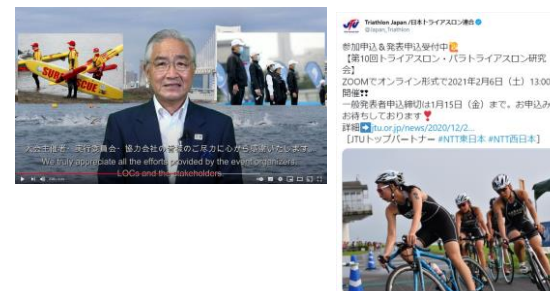 SURF RESCUE
大会主催者、実行委員会・協力会社の皆様のご尽力に心から感謝いたします。
We truly appreciate all the efforts provided by the event organizers,
LOCs and the stakeholders.
Triathlon Japan /日本トライアスロン連合
@Japan_Triathlon
参加申込＆発表申込受付中
【第10回トライアスロン・パラトライアスロン研究
会】
ZOOMでオンライン形式で2021年2月6日（土）13:00
開催‼
一般発表者申込締切は1月15日（金）まで。お申込み
お待ちしております❣
詳細➡jtu.or.jp/news/2020/12/2...
[JTUトップパートナー #NTT東日本 #NTT西日本]